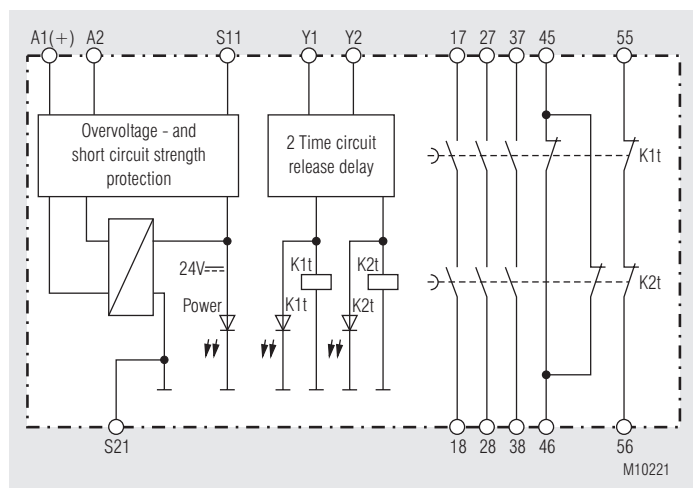 A1(+) A2 S11 Y1 Y2 17 27 37 45 55
Overvoltage - and
short circuit strength
protection
2 Time circuit
release delay
K1t
24V
K1t K2t
K2t
Power K1t K2t
S21 18 28 38 46 56
M10221